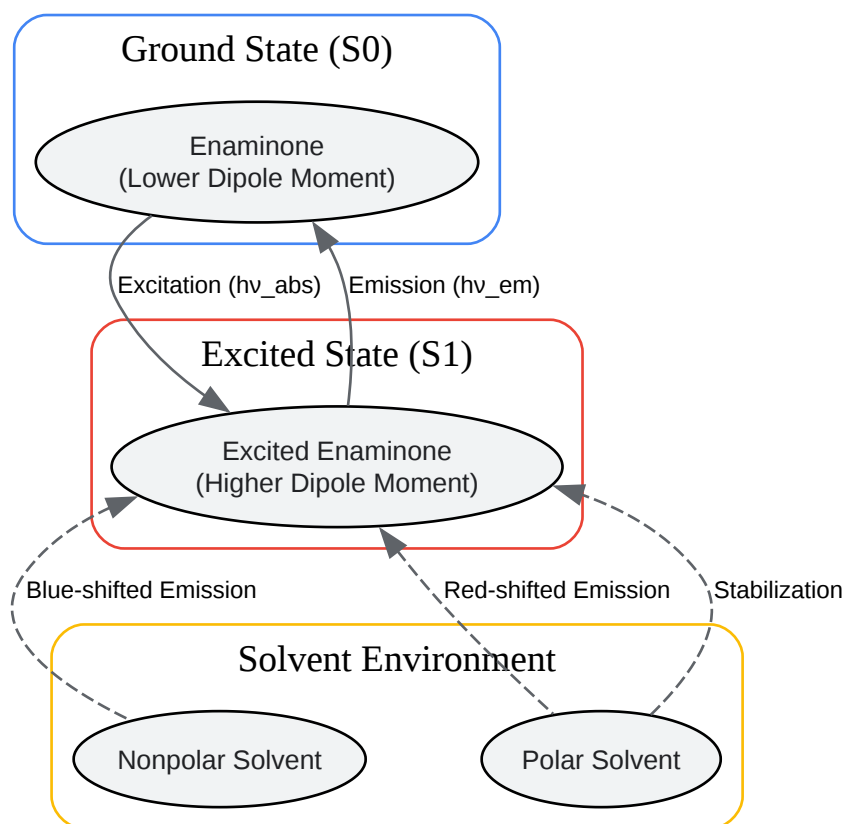 Ground State (S0)
Enaminone
(Lower Dipole Moment)
Excitation (hν_abs)
Emission (hν_em)
Excited State (S1)
Excited Enaminone
(Higher Dipole Moment)
Blue-shifted Emission
Red-shifted Emission
Stabilization
Solvent Environment
Nonpolar Solvent
Polar Solvent